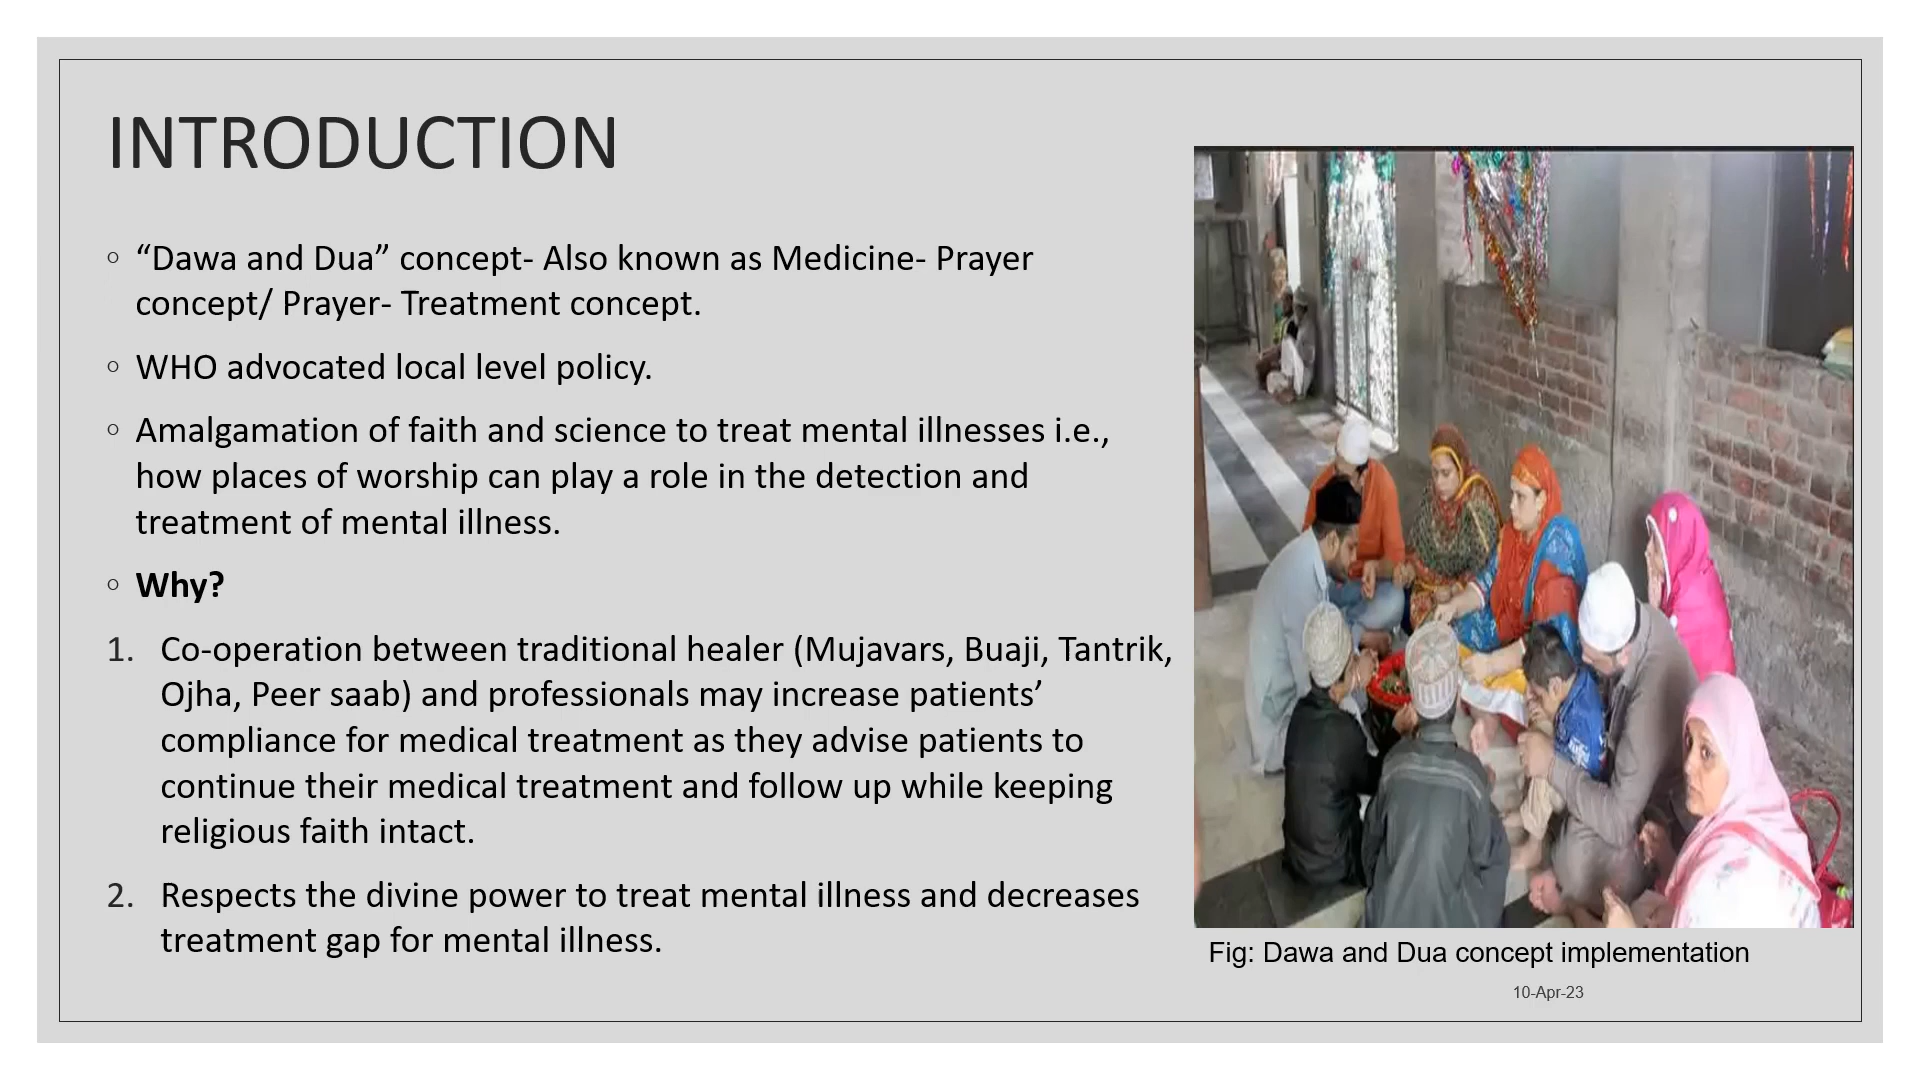 INTRODUCTION
◦ “Dawa and Dua” concept- Also known as Medicine- Prayer
concept/ Prayer- Treatment concept.
◦ WHO advocated local level policy.
◦ Amalgamation of faith and science to treat mental illnesses i.e.,
how places of worship can play a role in the detection and
treatment of mental illness.
◦ Why?
1. Co-operation between traditional healer (Mujavars, Buaji, Tantrik,
Ojha, Peer saab) and professionals may increase patients’
compliance for medical treatment as they advise patients to
continue their medical treatment and follow up while keeping
religious faith intact.
2. Respects the divine power to treat mental illness and decreases
treatment gap for mental illness.
Fig: Dawa and Dua concept implementation
10-Apr-23